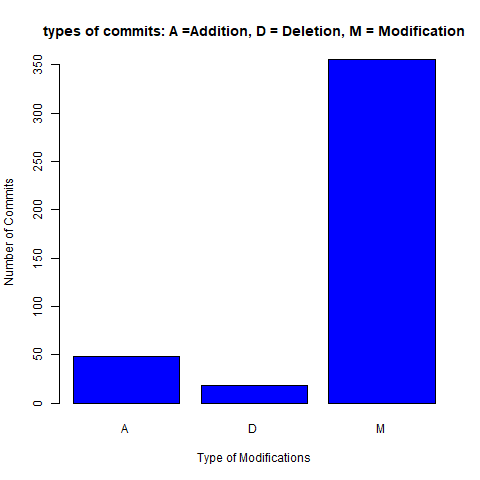 types of commits: A =Addition, D = Deletion, M = Modification
Number of Commits
350
300
250
200
150
100
50
0
A D M
Type of Modifications